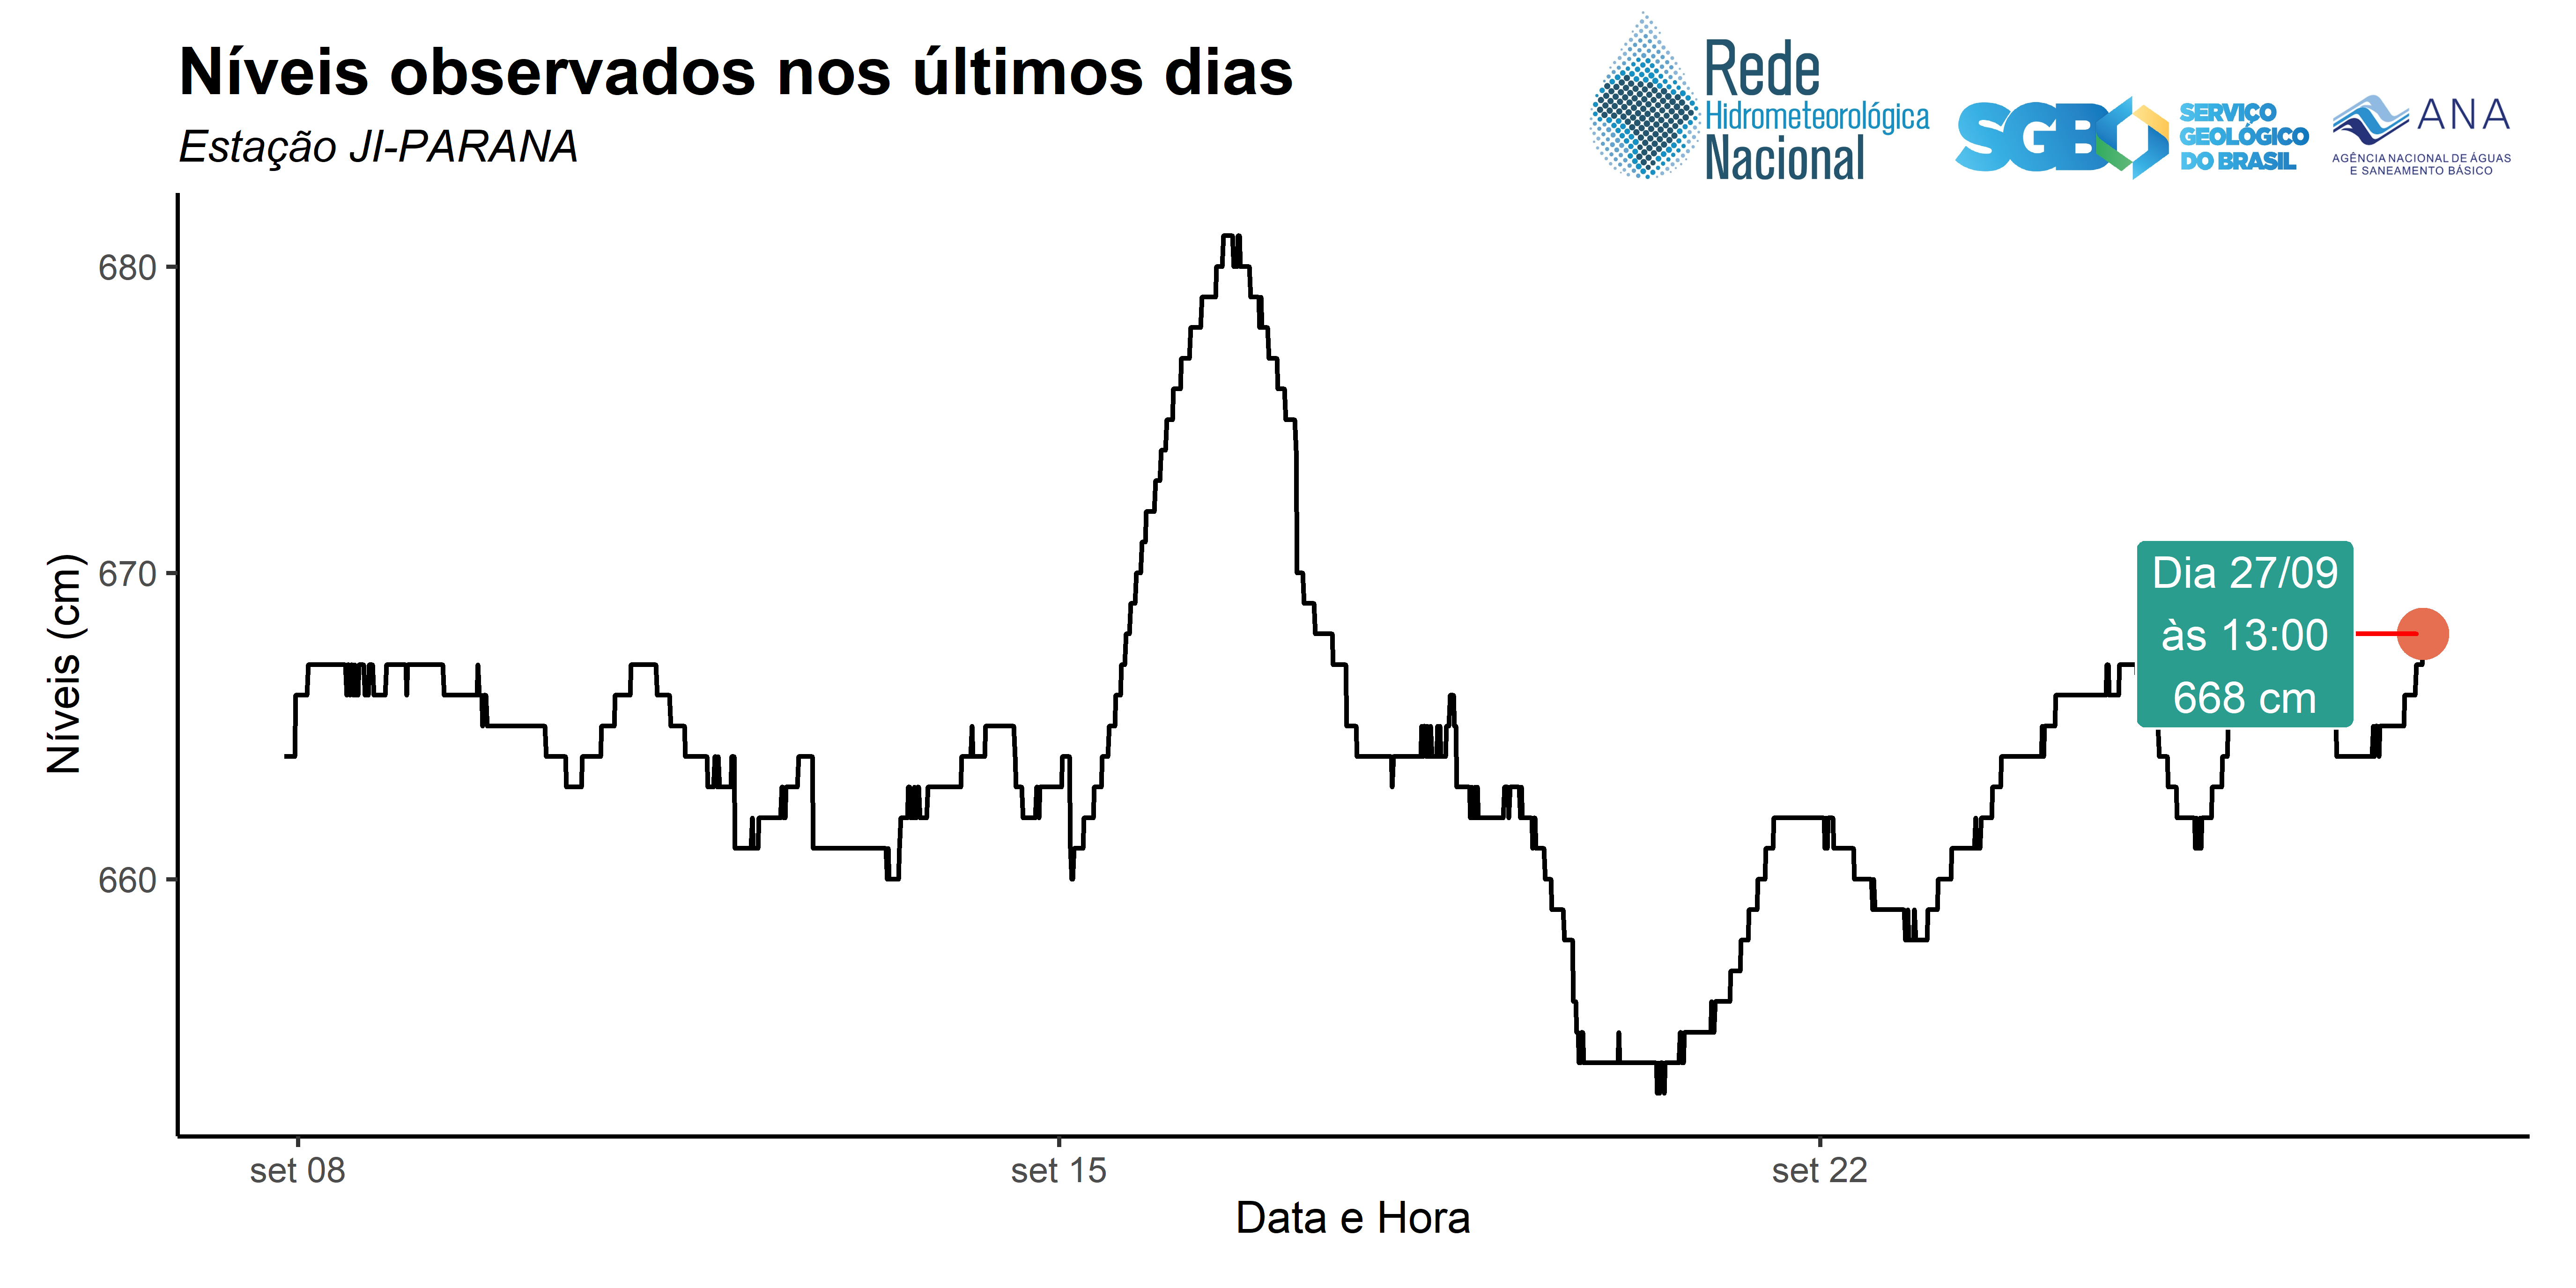 Níveis observados nos últimos dias
Estação JI-PARANA
Rede
Hidrometeorológica
Nacional
SGB
SERVIÇO
GEOLÓGICO
DO BRASIL
ANA
AGÊNCIA NACIONAL DE ÁGUAS
E SANEAMENTO BÁSICO
Níveis (cm)
680
670
660
Dia 27/09
às 13:00
668 cm
set 08
set 15
set 22
Data e Hora